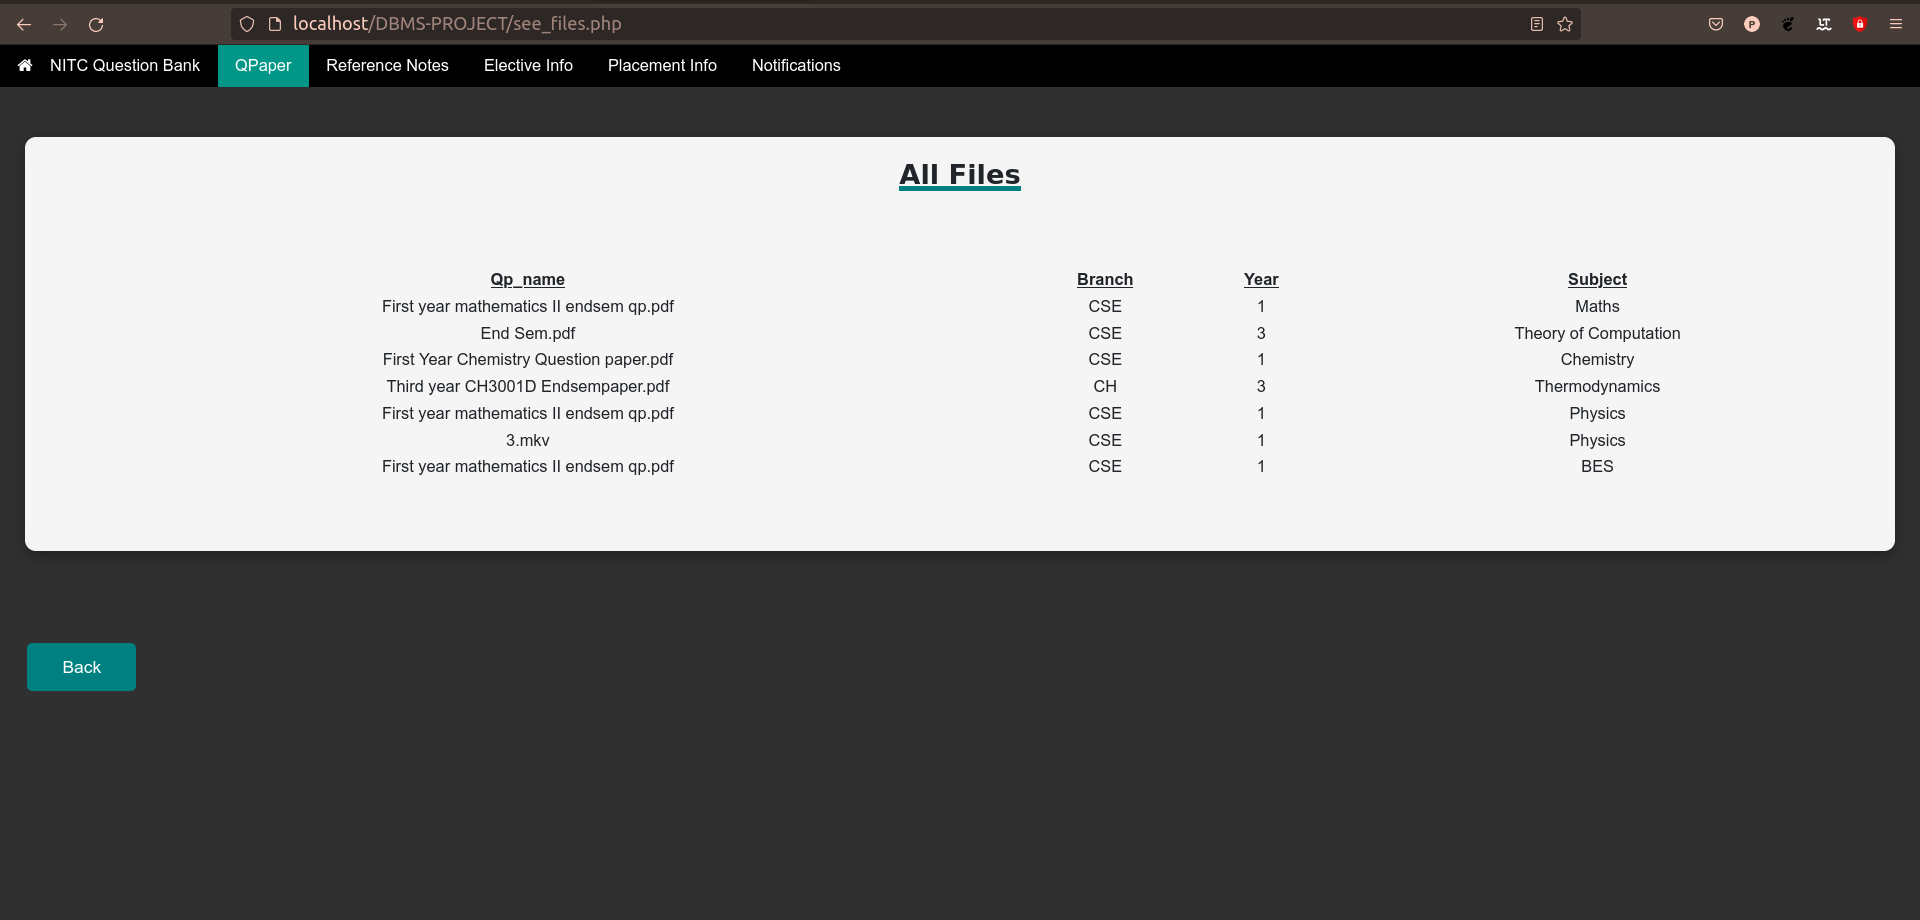 localhost/DBMS-PROJECT/see_files.php
NITC Question Bank QPaper Reference Notes Elective Info Placement Info Notifications
All Files
Qp_name Branch Year Subject
First year mathematics II endsem qp.pdf CSE 1 Maths
End Sem.pdf CSE 3 Theory of Computation
First Year Chemistry Question paper.pdf CSE 1 Chemistry
Third year CH3001D Endsempaper.pdf CH 3 Thermodynamics
First year mathematics II endsem qp.pdf CSE 1 Physics
3.mkv CSE 1 Physics
First year mathematics II endsem qp.pdf CSE 1 BES
Back